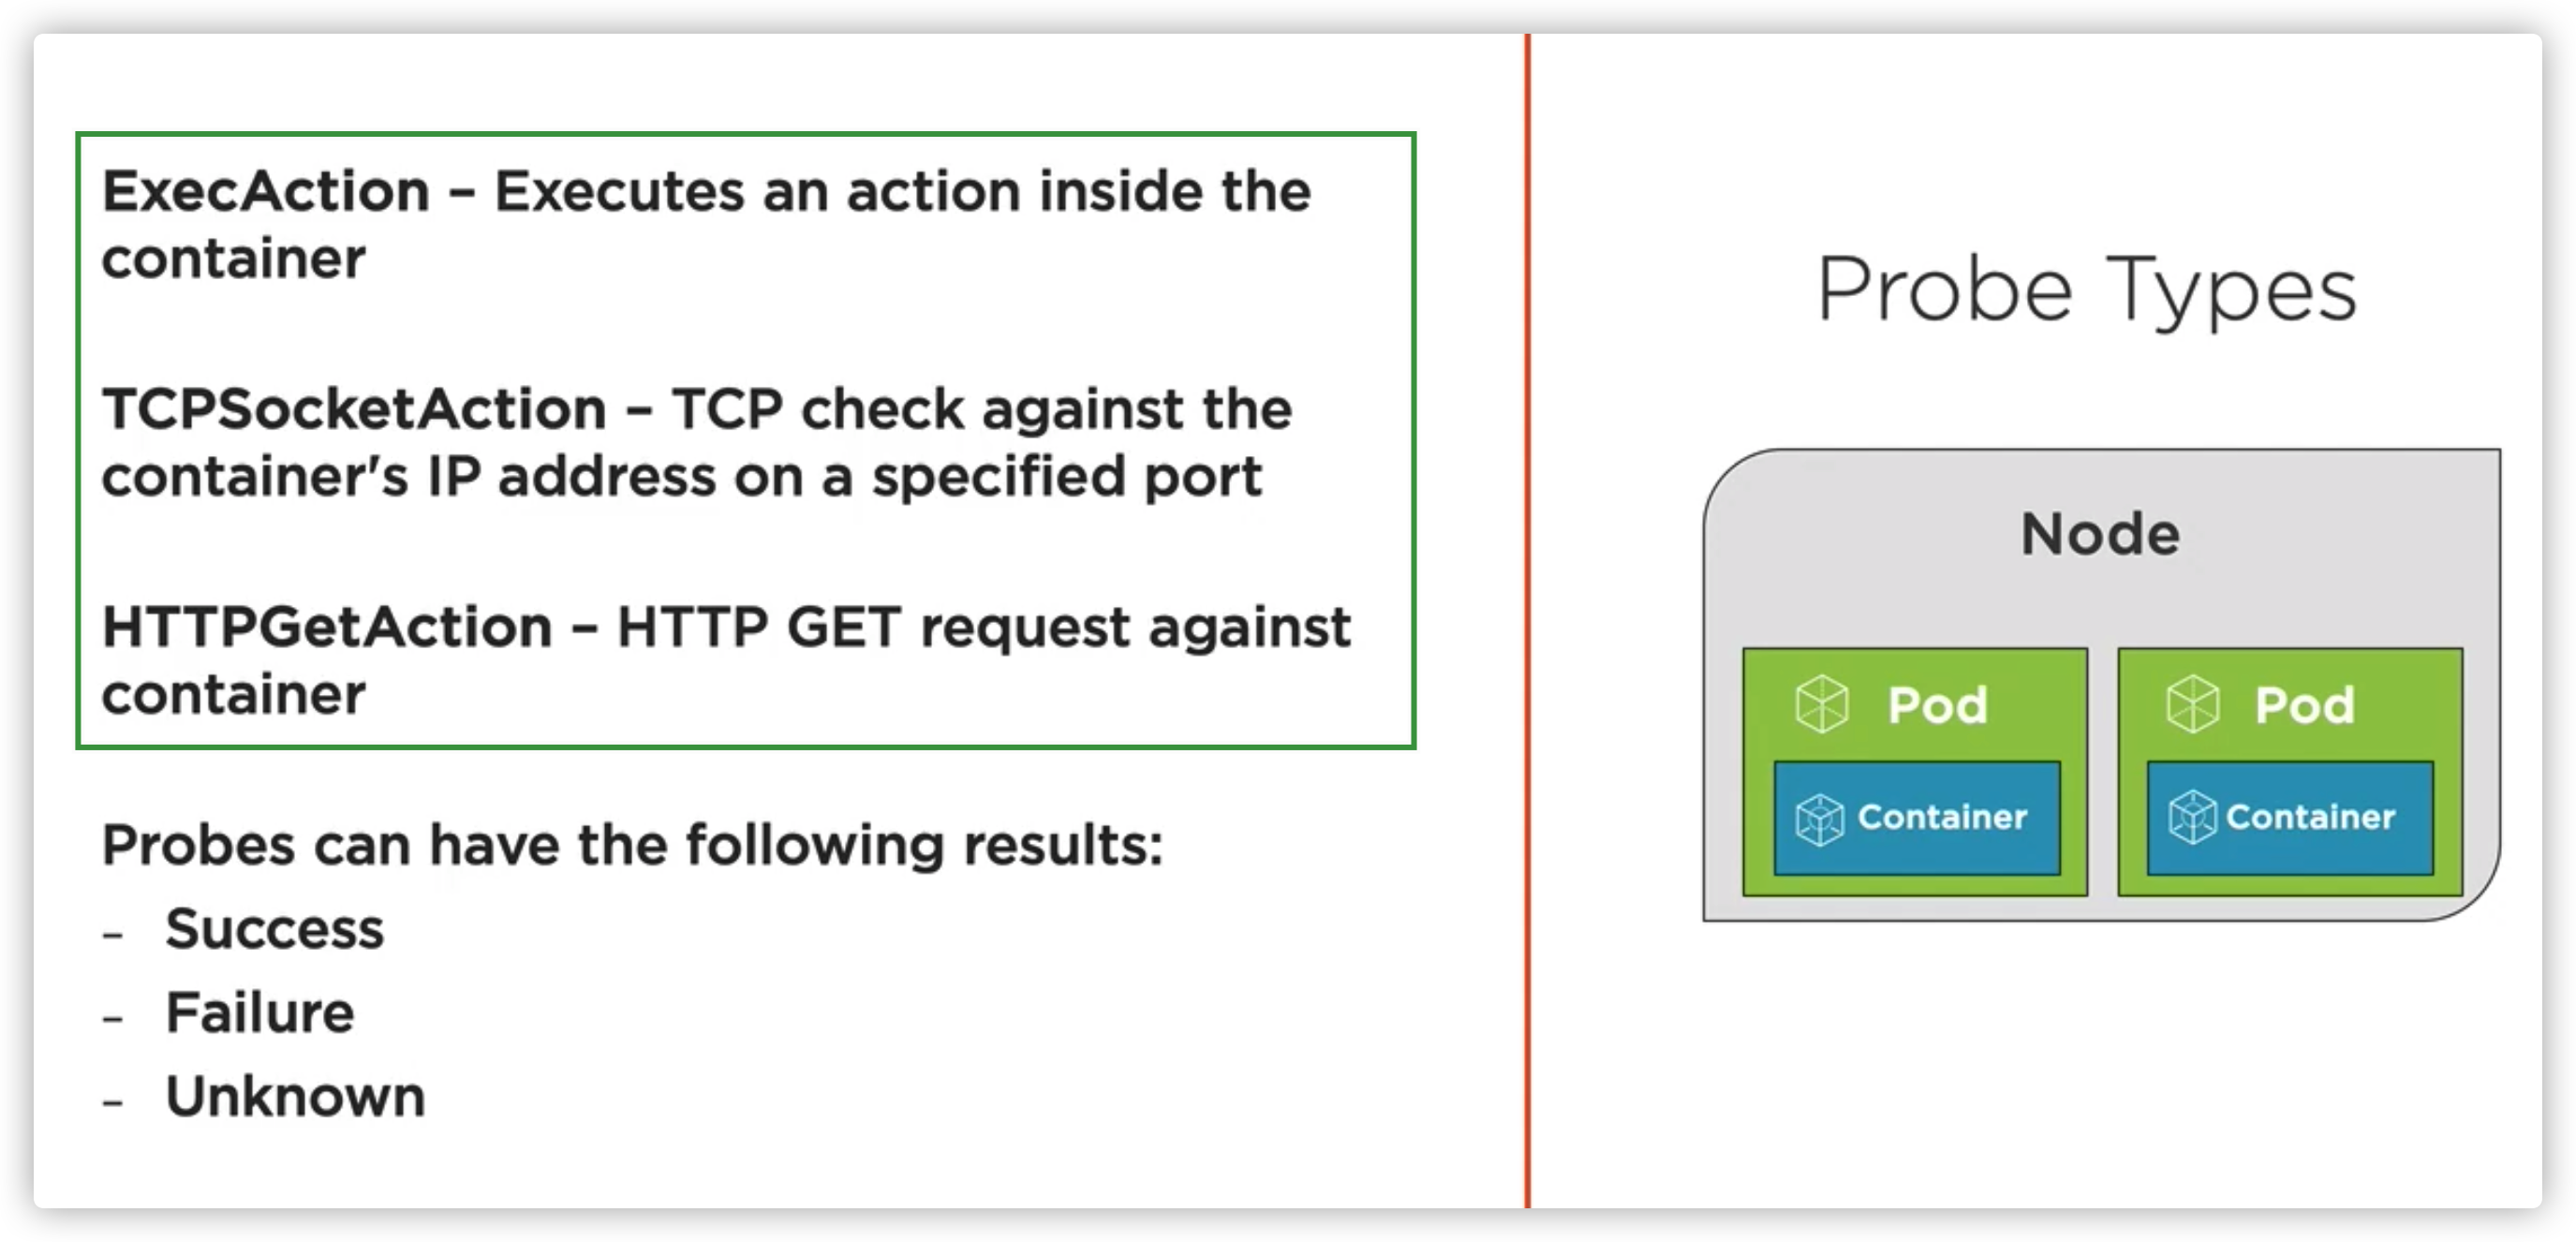 ExecAction – Executes an action inside the
container
TCPSocketAction – TCP check against the
container's IP address on a specified port
HTTPGetAction – HTTP GET request against
container
Probes can have the following results:
- Success
- Failure
- Unknown
Probe Types
Node
Pod
Container
Pod
Container